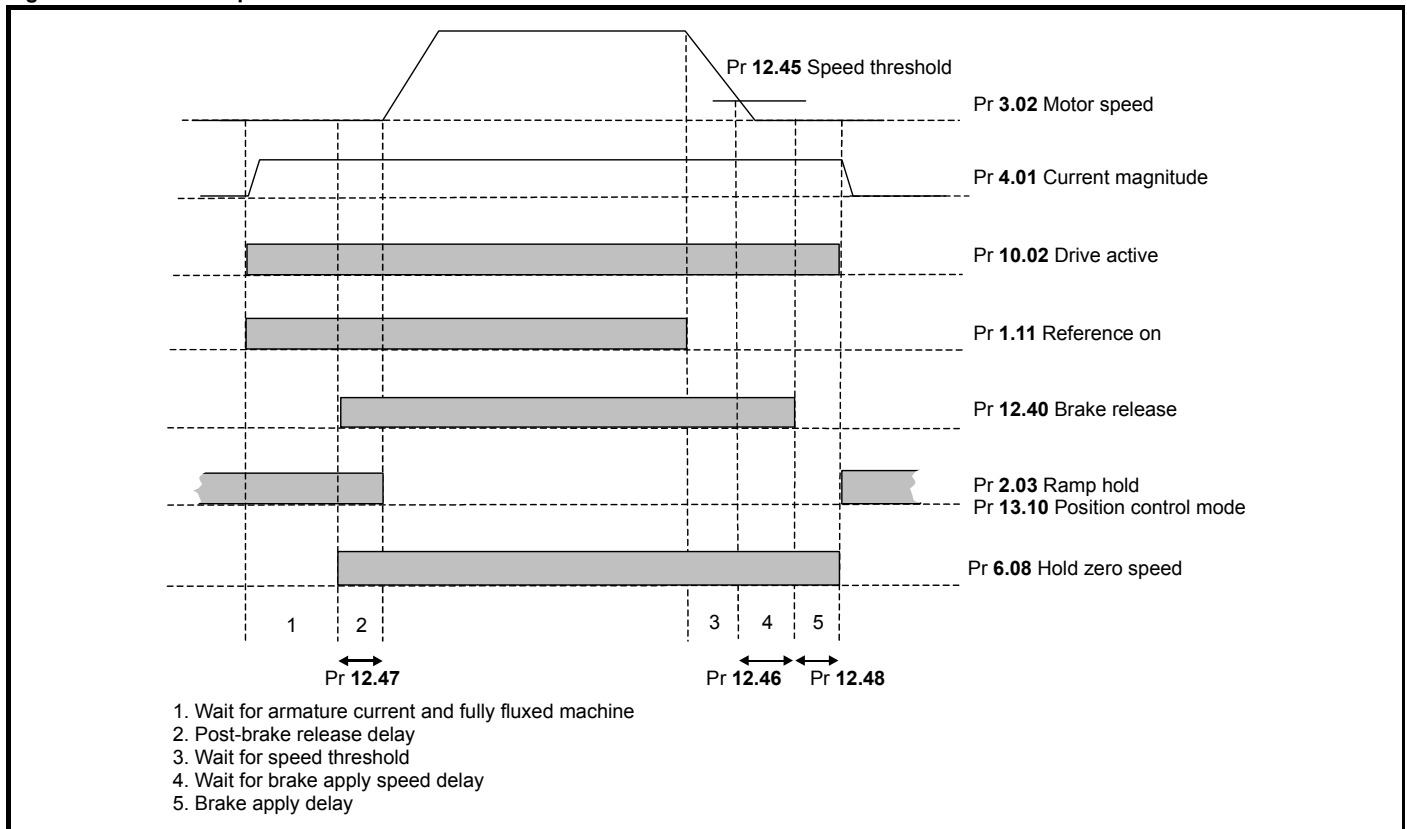 Pr 12.45 Speed threshold
Pr 3.02 Motor speed
Pr 4.01 Current magnitude
Pr 10.02 Drive active
Pr 1.11 Reference on
Pr 12.40 Brake release
Pr 2.03 Ramp hold
Pr 13.10 Position control mode
Pr 6.08 Hold zero speed
1 2 3 4 5
Pr 12.47 Pr 12.46 Pr 12.48
1. Wait for armature current and fully fluxed machine
2. Post-brake release delay
3. Wait for speed threshold
4. Wait for brake apply speed delay
5. Brake apply delay